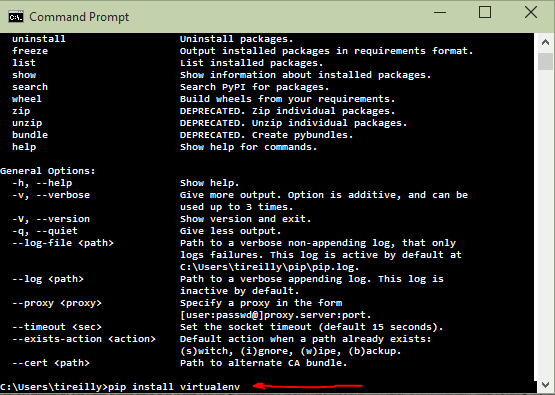 Command Prompt
uninstall Uninstall packages.
freeze Output installed packages in requirements format.
list List installed packages.
show Show information about installed packages.
search Search PyPI for packages.
wheel Build wheels from your requirements.
zip DEPRECATED. Zip individual packages.
unzip DEPRECATED. Unzip individual packages.
bundle DEPRECATED. Create pybundles.
help Show help for commands.
General Options:
-h, --help Show help.
-v, --verbose Give more output. Option is additive, and can be
used up to 3 times.
-V, --version Show version and exit.
-q, --quiet Give less output.
--log-file <path> Path to a verbose non-appending log, that only
logs failures. This log is active by default at
C:\Users\tireilly\pip\pip.log.
--log <path> Path to a verbose appending log. This log is
inactive by default.
--proxy <proxy> Specify a proxy in the form
[user:passwd@]proxy.server:port.
--timeout <sec> Set the socket timeout (default 15 seconds).
--exists-action <action> Default action when a path already exists:
(s)witch, (i)gnore, (w)ipe, (b)ackup.
--cert <path> Path to alternate CA bundle.
C:\Users\tireilly>pip install virtualenv